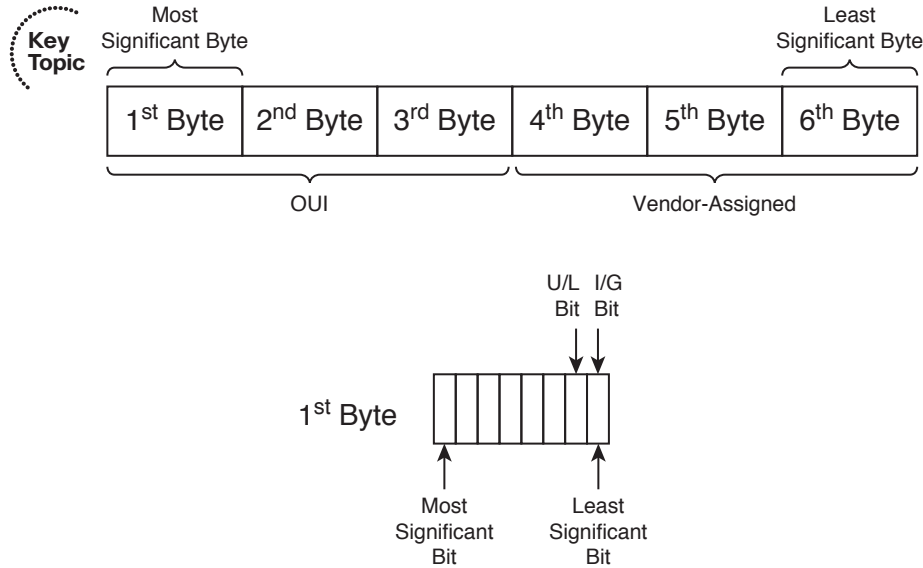 Key
Topic
Most
Significant Byte
Least
Significant Byte
1st Byte
2nd Byte
3rd Byte
4th Byte
5th Byte
6th Byte
OUI
Vendor-Assigned
U/L
Bit
I/G
Bit
1st Byte
Most
Significant
Bit
Least
Significant
Bit